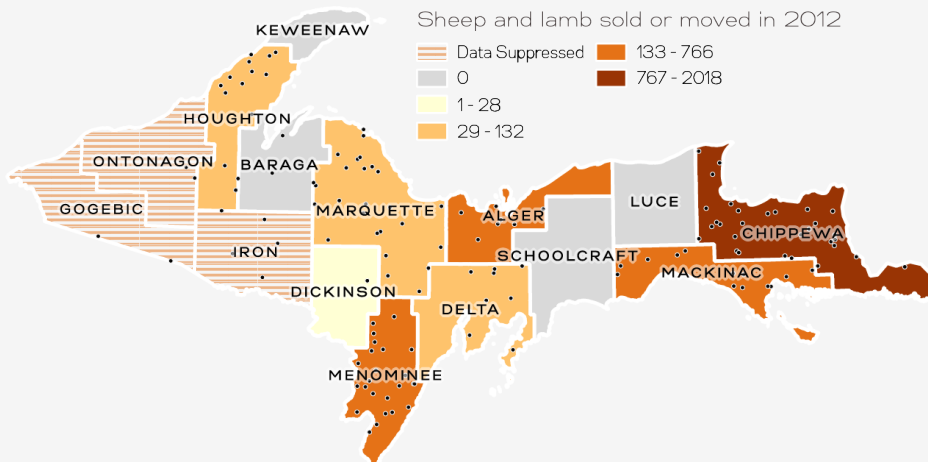 Sheep and lamb sold or moved in 2012
Data Suppressed
133 - 766
0
767 - 2018
1 - 28
29 - 132
KEWEENAW
HOUGHTON
ONTONAGON
BARAGA
GOGEBIC
MARQUETTE
ALGER
LUCE
CHIPPEWA
IRON
SCHOOLCRAFT
MACKINAC
DICKINSON
DELTA
MENOMINEE